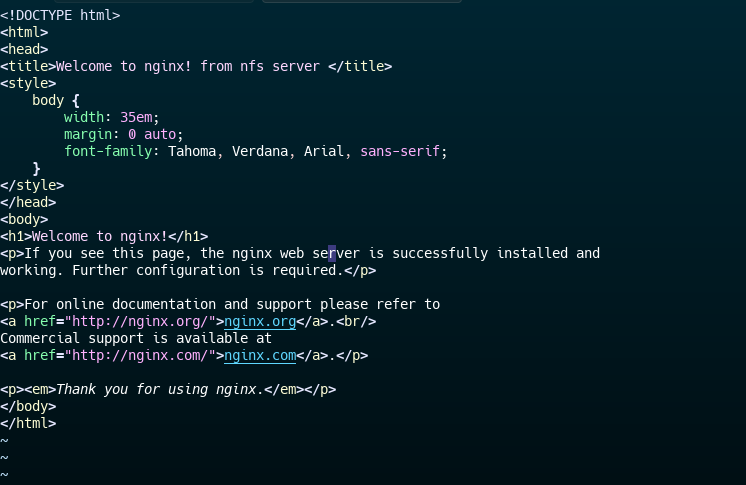 <!DOCTYPE html>
<html>
<head>
<title>Welcome to nginx! from nfs server </title>
<style>
    body {
        width: 35em;
        margin: 0 auto;
        font-family: Tahoma, Verdana, Arial, sans-serif;
    }
</style>
</head>
<body>
<h1>Welcome to nginx!</h1>
<p>If you see this page, the nginx web server is successfully installed and
working. Further configuration is required.</p>

<p>For online documentation and support please refer to
<a href="http://nginx.org/">nginx.org</a>.<br/>
Commercial support is available at
<a href="http://nginx.com/">nginx.com</a>.</p>

<p><em>Thank you for using nginx.</em></p>
</body>
</html>
~
~
~